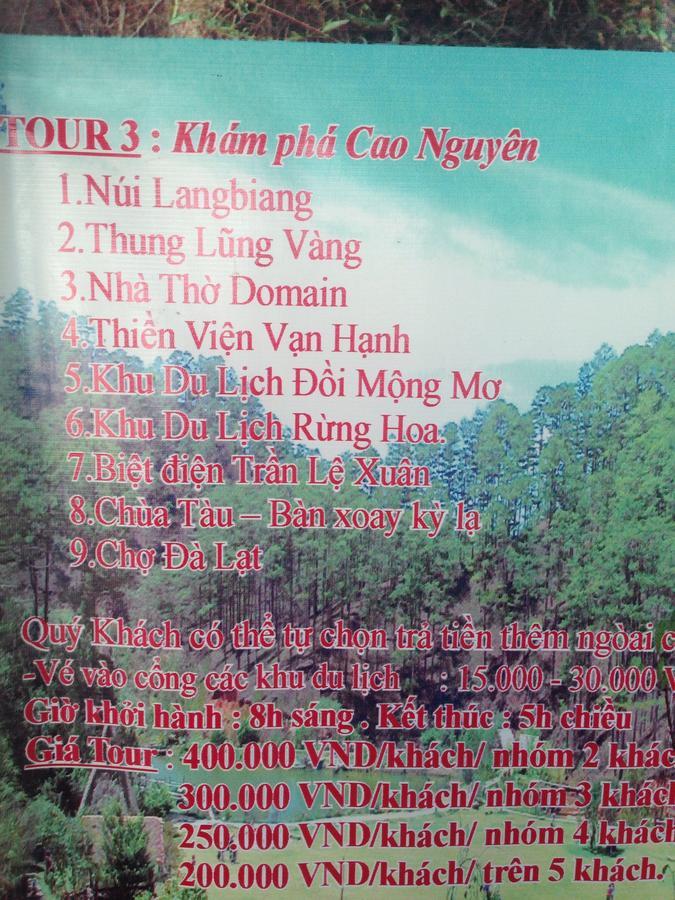 TOUR 3 : Khám phá Cao Nguyên
1.Núi Langbiang
2.Thung Lũng Vàng
3.Nhà Thờ Domain
4.Thiền Viện Vạn Hạnh
5.Khu Du Lịch Đồi Mộng Mơ
6.Khu Du Lịch Rừng Hoa.
7.Biệt điện Trần Lệ Xuân
8.Chùa Tàu – Bàn xoay kỳ lạ
9.Chợ Đà Lạt
Quý Khách có thể tự chọn trả tiền thêm ngòai c
-Vé vào cổng các khu du lịch : 15.000 - 30.000 V
Giờ khởi hành : 8h sáng . Kết thúc : 5h chiều
Giá Tour : 400.000 VND/khách/ nhóm 2 khác
300.000 VND/khách/ nhóm 3 khách
250.000 VND/khách/ nhóm 4 khách
200.000 VND/khách/ trên 5 khách.